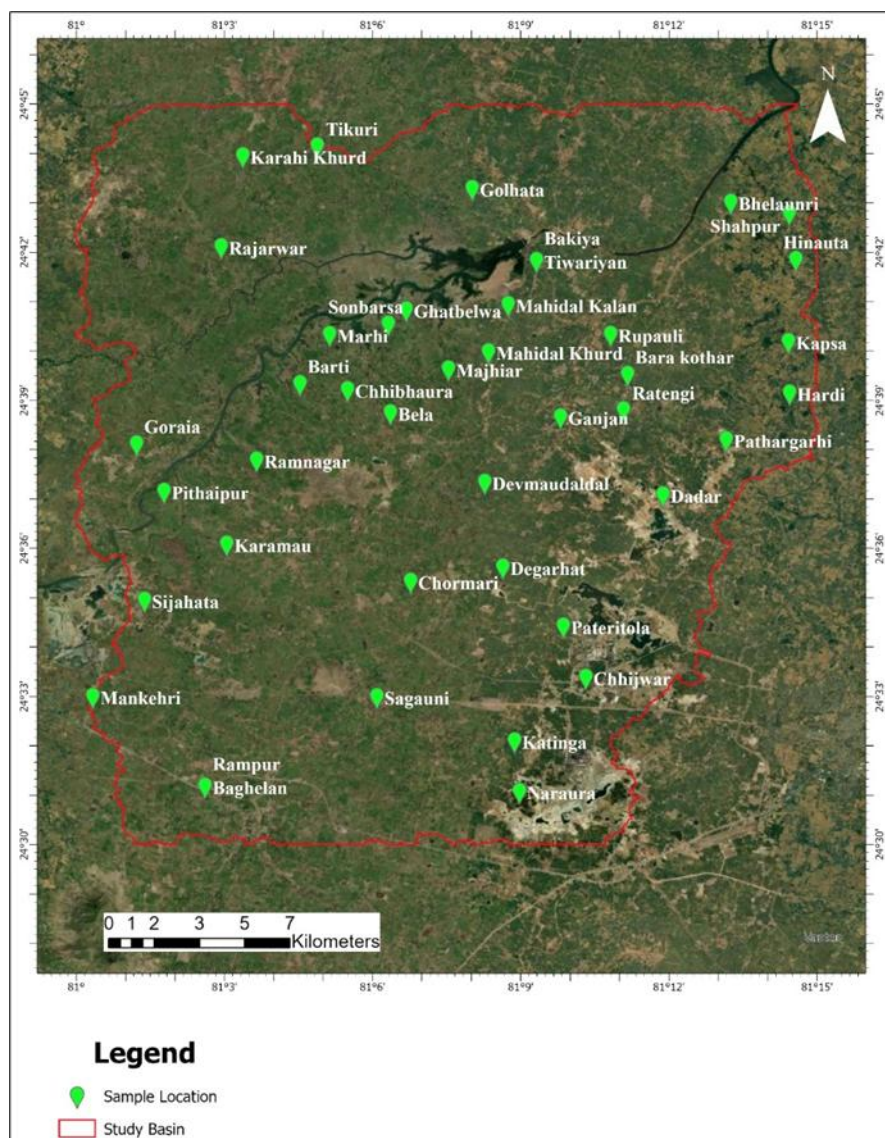 81° 81°3 81°6 81°9 81°12 81°15
N
24°45
24°45
Tikuri
Karahi Khurd
Golhata
Bhelaunri
Shahpur
24°42
Rajarwar
Bakiya
Tiwariyan
Hinauta
24°42
Sonbarsa
Ghatbelwa
Mahidal Kalan
Marhi
Rupauli
Kapsa
Mahidal Khurd
Bara kothar
Barti
Majhiar
Chhibhaura
Ratengi
Hardi
24°39
24°39
Bela
Ganjan
Goraia
Pathargarhi
Ramnagar
Pithaipur
Devmaudaldal
Dadar
24°36
Karamau
24°36
Degarhat
Chormari
Sijahata
Pateritola
Chhijwar
24°33
Mankehri
Sagauni
24°33
Katinga
Rampur
Baghelan
Naraura
24°30
24°30
0 1 2 3 5 7
Kilometers
81° 81°3 81°6 81°9 81°12 81°15
Legend
Sample Location
Study Basin